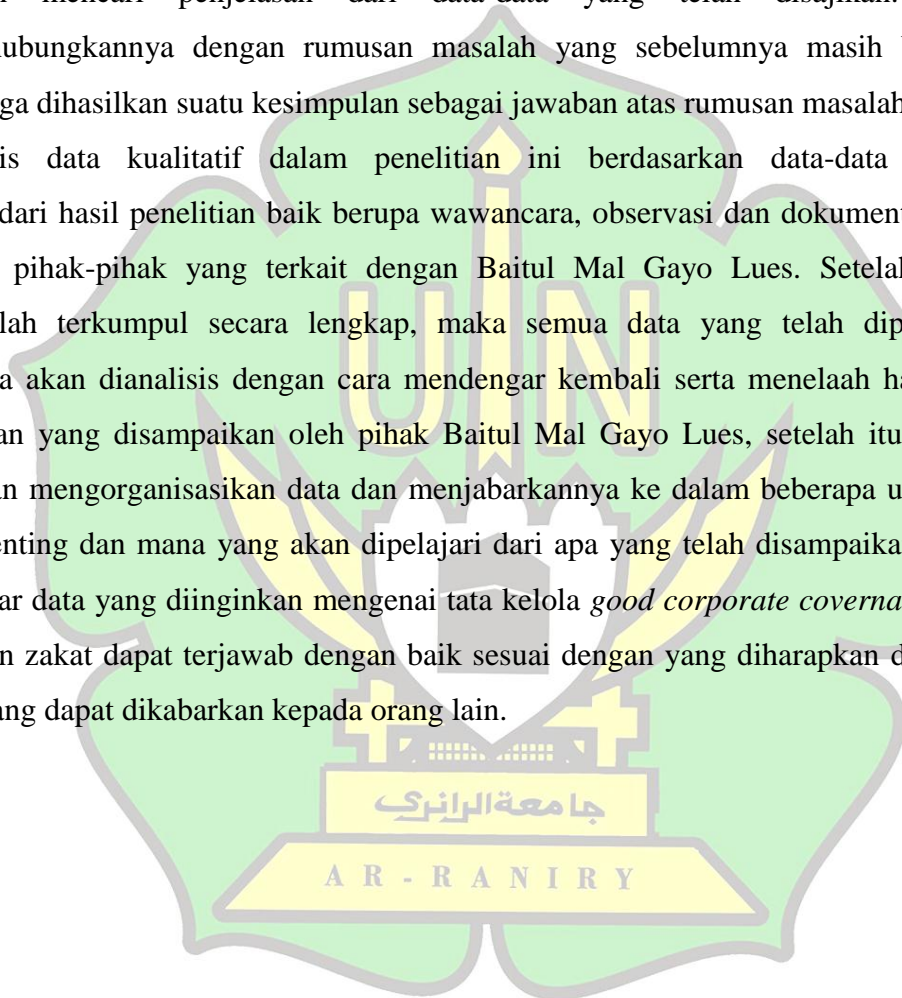 mencari penjelasan dari data-data yang telah disajikan.
hubungkannya dengan rumusan masalah yang sebelumnya masih
ga dihasilkan suatu kesimpulan sebagai jawaban atas rumusan masalah
is data kualitatif dalam penelitian ini berdasarkan data-data
dari hasil penelitian baik berupa wawancara, observasi dan dokument
pihak-pihak yang terkait dengan Baitul Mal Gayo Lues. Setelah
lah terkumpul secara lengkap, maka semua data yang telah dip
a akan dianalisis dengan cara mendengar kembali serta menelaah ha
an yang disampaikan oleh pihak Baitul Mal Gayo Lues, setelah itu
an mengorganisasikan data dan menjabarkannya ke dalam beberapa u
enting dan mana yang akan dipelajari dari apa yang telah disampaika
ar data yang diinginkan mengenai tata kelola good corporate coverna
n zakat dapat terjawab dengan baik sesuai dengan yang diharapkan d
ang dapat dikabarkan kepada orang lain.
UIN
جامعة الرانري
AR-RANIRY